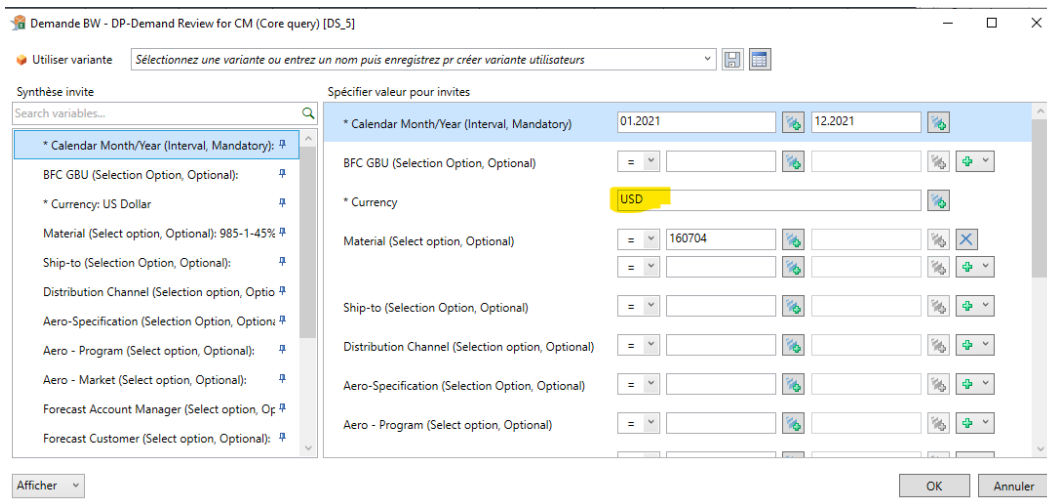 Demande BW - DP-Demand Review for CM (Core query) [DS_5]
Utiliser variante
Sélectionnez une variante ou entrez un nom puis enregistrez pr créer variante utilisateurs
Synthèse invite
Search variables...
* Calendar Month/Year (Interval, Mandatory):
BFC GBU (Selection Option, Optional):
* Currency: US Dollar
Material (Select option, Optional): 985-1-45%
Ship-to (Selection Option, Optional):
Distribution Channel (Selection option, Optio
Aero-Specification (Selection Option, Optiona
Aero - Program (Select option, Optional):
Aero - Market (Select option, Optional):
Forecast Account Manager (Select option, Op
Forecast Customer (Select option, Optional):
Spécifier valeur pour invites
* Calendar Month/Year (Interval, Mandatory) 01.2021 12.2021
BFC GBU (Selection Option, Optional) =
* Currency USD
Material (Select option, Optional) = 160704
=
Ship-to (Selection Option, Optional) =
Distribution Channel (Selection option, Optional) =
Aero-Specification (Selection Option, Optional) =
Aero - Program (Select option, Optional) =
Afficher
OK
Annuler